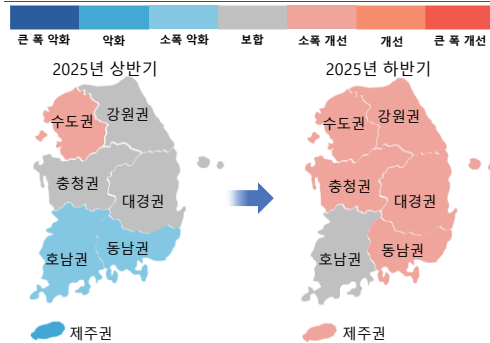 큰 폭 악화 악화 소폭 악화 보합 소폭 개선 개선 큰 폭 개선
2025년 상반기 2025년 하반기
수도권 강원권 수도권 강원권
충청권 대경권 충청권 대경권
호남권 동남권 호남권 동남권
제주권 제주권